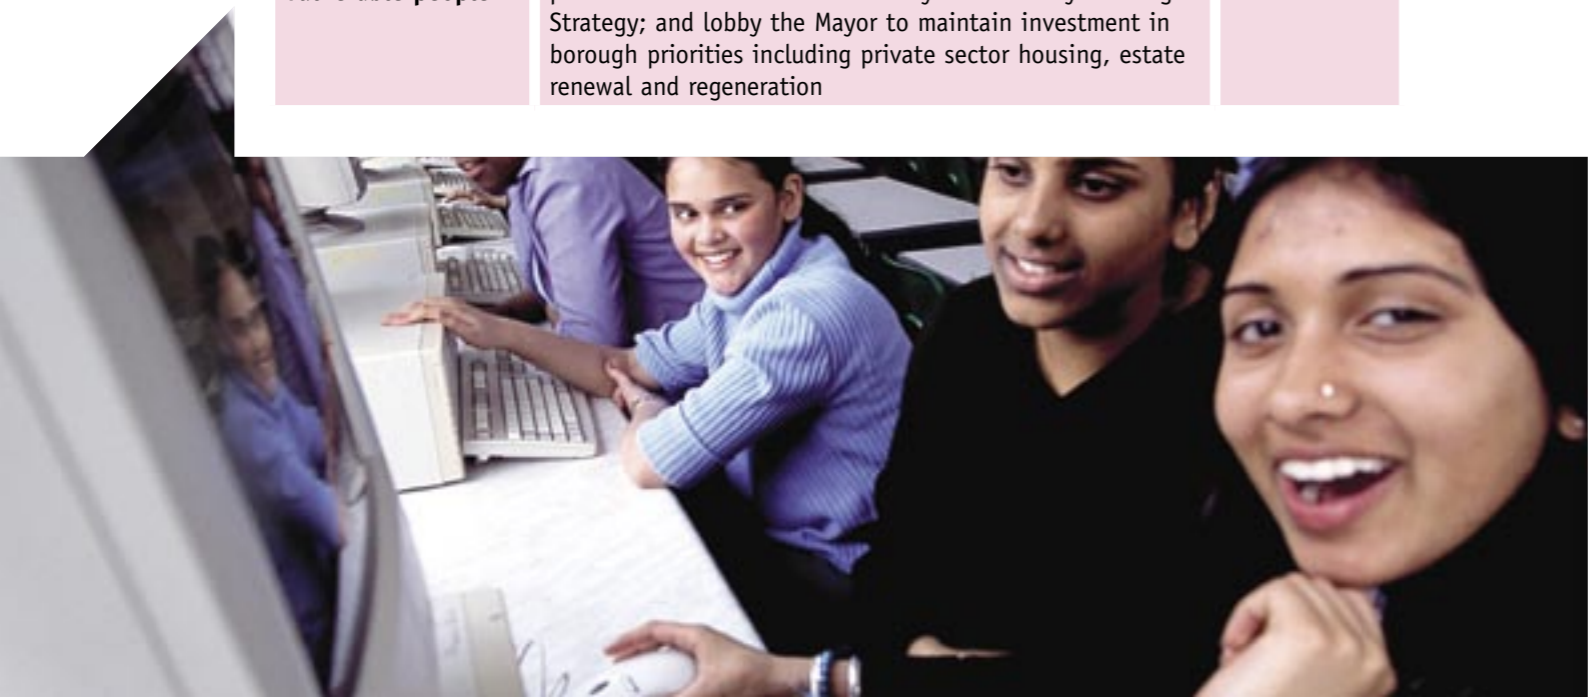 Strategy; and lobby the Mayor to maintain investment in
borough priorities including private sector housing, estate
renewal and regeneration